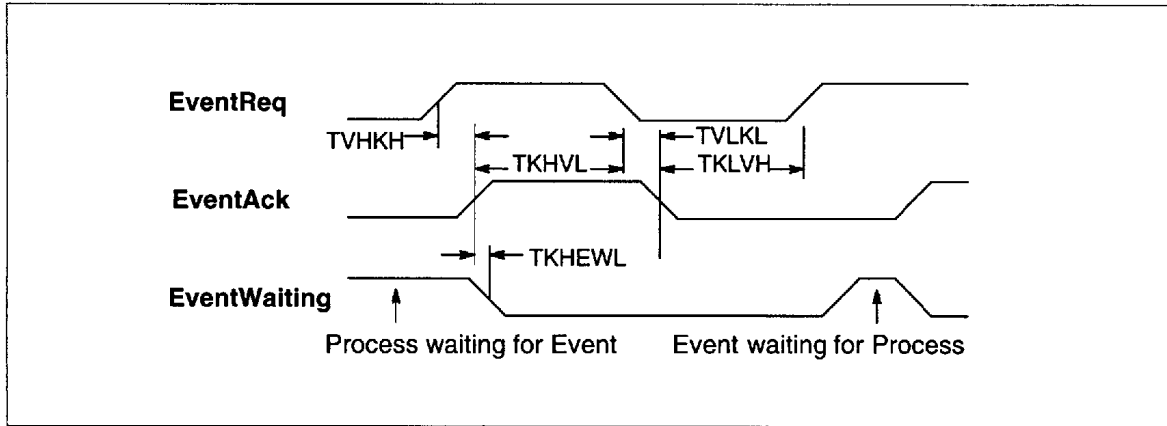 EventReq
TVHKH
TVLKL
TKHVL
TKLVH
EventAck
TKHEWL
EventWaiting
Process waiting for Event
Event waiting for Process